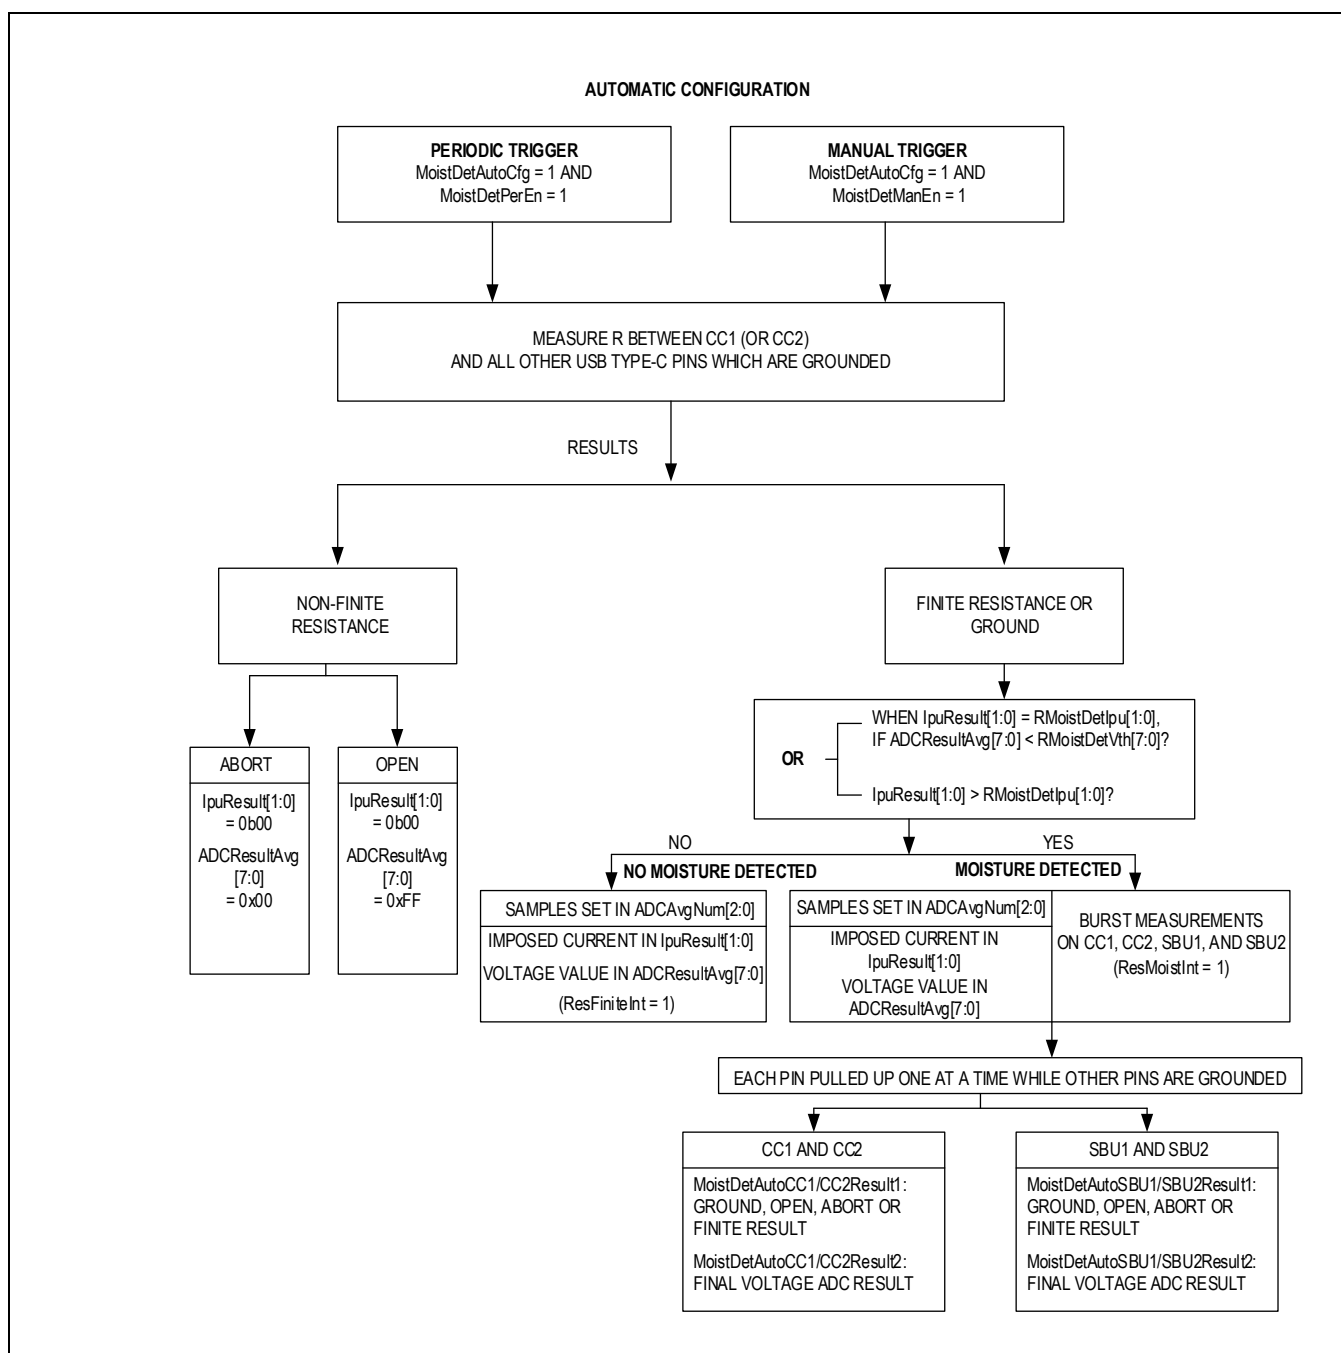 AUTOMATIC CONFIGURATION
PERIODIC TRIGGER
MoistDetAutoCfg = 1 AND
MoistDetPerEn = 1
MANUAL TRIGGER
MoistDetAutoCfg = 1 AND
MoistDetManEn = 1
MEASURE R BETWEEN CC1 (OR CC2)
AND ALL OTHER USB TYPE-C PINS WHICH ARE GROUNDED
RESULTS
NON-FINITE
RESISTANCE
FINITE RESISTANCE OR
GROUND
ABORT
IpuResult[1:0]
= 0b00
ADCResultAvg
[7:0]
= 0x00
OPEN
IpuResult[1:0]
= 0b00
ADCResultAvg
[7:0]
= 0xFF
OR
WHEN IpuResult[1:0] = RMoistDetIpu[1:0],
IF ADCResultAvg[7:0] < RMoistDetVth[7:0]?
IpuResult[1:0] > RMoistDetIpu[1:0]?
NO
YES
NO MOISTURE DETECTED
MOISTURE DETECTED
SAMPLES SET IN ADCAvgNum[2:0]
IMPOSED CURRENT IN IpuResult[1:0]
VOLTAGE VALUE IN ADCResultAvg[7:0]
(ResFiniteInt = 1)
SAMPLES SET IN ADCAvgNum[2:0]
IMPOSED CURRENT IN
IpuResult[1:0]
VOLTAGE VALUE IN
ADCResultAvg[7:0]
BURST MEASUREMENTS
ON CC1, CC2, SBU1, AND SBU2
(ResMoistInt = 1)
EACH PIN PULLED UP ONE AT A TIME WHILE OTHER PINS ARE GROUNDED
CC1 AND CC2
MoistDetAutoCC1/CC2Result1:
GROUND, OPEN, ABORT OR
FINITE RESULT
MoistDetAutoCC1/CC2Result2:
FINAL VOLTAGE ADC RESULT
SBU1 AND SBU2
MoistDetAutoSBU1/SBU2Result1:
GROUND, OPEN, ABORT OR
FINITE RESULT
MoistDetAutoSBU1/SBU2Result2:
FINAL VOLTAGE ADC RESULT